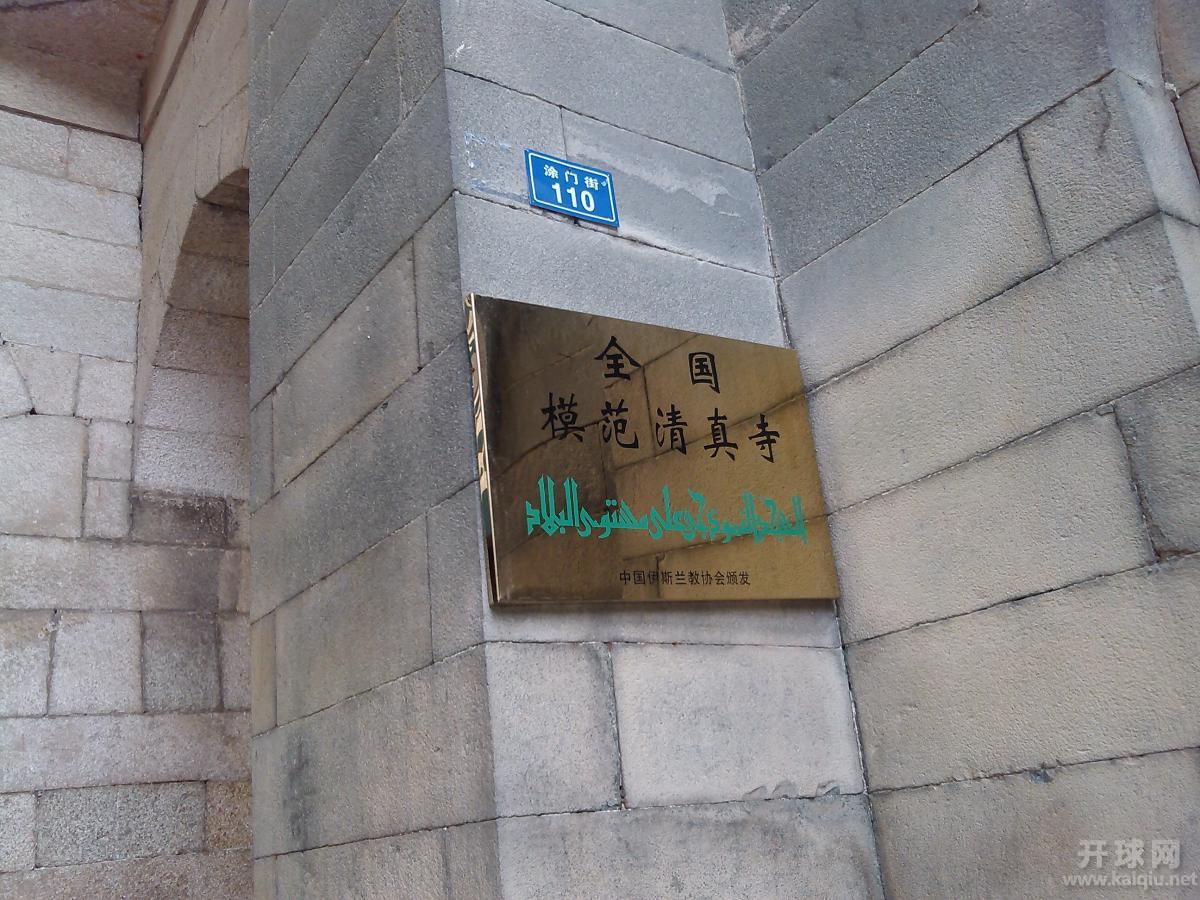 涂门街
110
全国
模范清真寺
المسجد النموذجي على مستوى البلاد
中国伊斯兰教协会颁发
开球网
www.kaiqiu.net